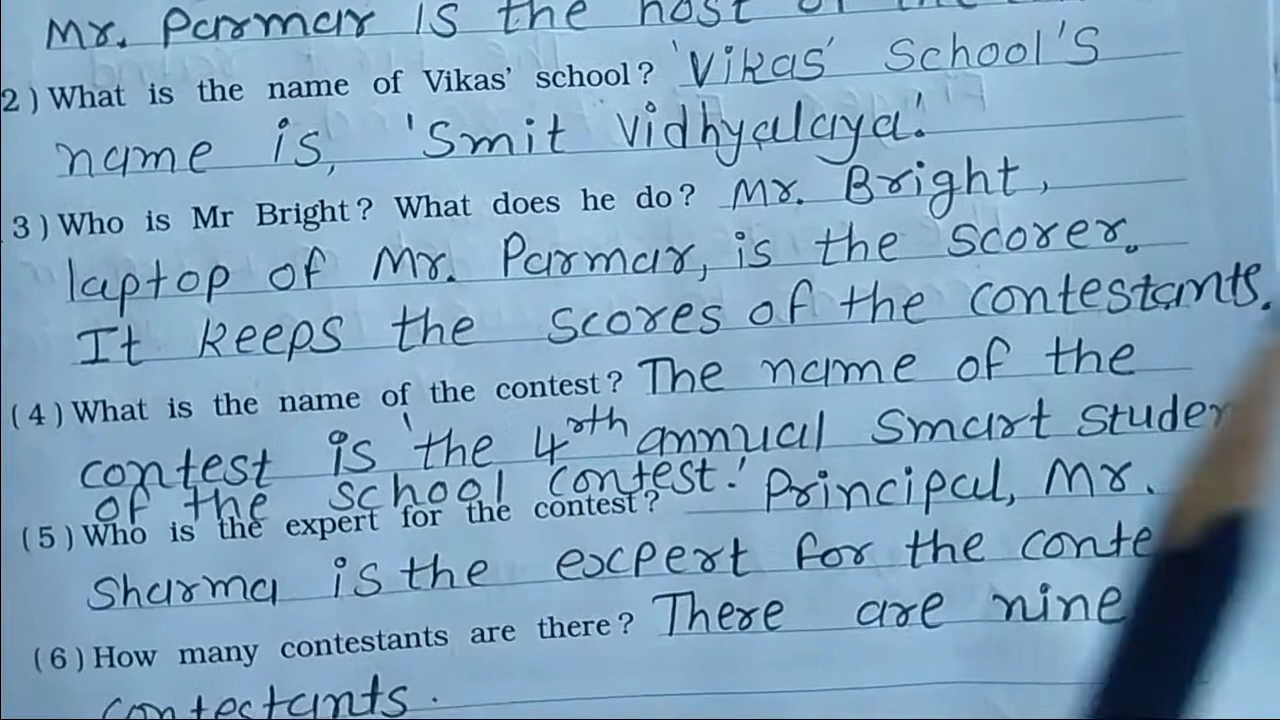 Mr. Parmar is the host of the
2) What is the name of Vikas' school? 'Vikas' School's
name is, 'Smit Vidhyalaya.'
3) Who is Mr Bright? What does he do? Mr. Bright,
laptop of Mr. Parmar, is the scorer.
It keeps the scores of the contestants.
(4) What is the name of the contest? The name of the
contest is 'the 4rth annual Smart Studen
of the school contest.'
(5) Who is the expert for the contest? Principal, Mr.
Sharma is the expert for the conte
(6) How many contestants are there? There are nine
contestants.